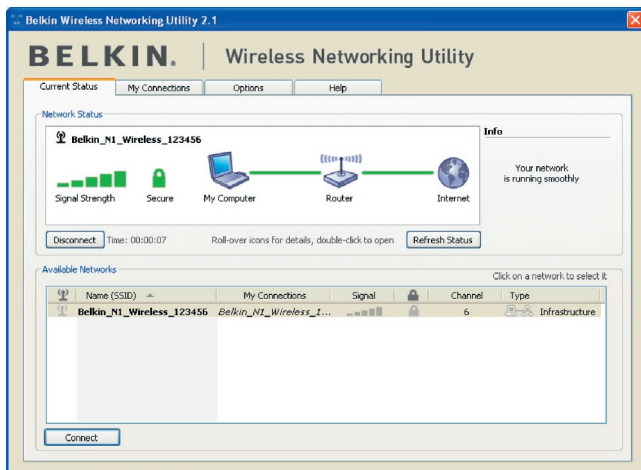 Belkin Wireless Networking Utility 2.1
BELKIN. | Wireless Networking Utility
Current Status My Connections Options Help
Network Status
Belkin_N1_Wireless_123456
Info
Your network
is running smoothly
Signal Strength Secure My Computer Router Internet
Disconnect Time: 00:00:07 Roll-over icons for details, double-click to open Refresh Status
Available Networks
Click on a network to select it
Name (SSID) My Connections Signal Channel Type
Belkin_N1_Wireless_123456 Belkin_N1_Wireless_1... 6 Infrastructure
Connect